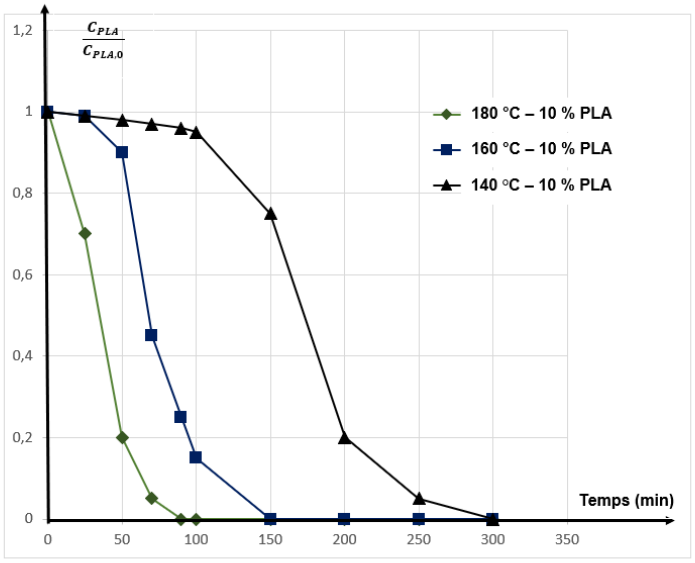 1,2
C_PLA
C_PLA,0
1
180 °C – 10 % PLA
160 °C – 10 % PLA
140 °C – 10 % PLA
0,8
0,6
0,4
0,2
Temps (min)
0
0 50 100 150 200 250 300 350